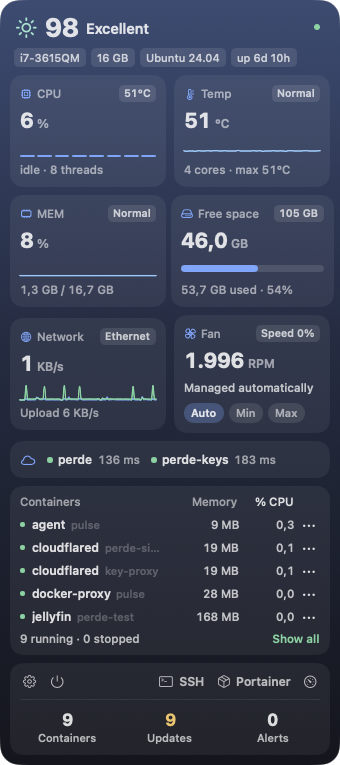 98 Excellent
i7-3615QM 16 GB Ubuntu 24.04 up 6d 10h
CPU 51°C
6 %
idle · 8 threads
Temp Normal
51 °C
4 cores · max 51°C
MEM Normal
8 %
1,3 GB / 16,7 GB
Free space 105 GB
46,0 GB
53,7 GB used · 54%
Network Ethernet
1 KB/s
Upload 6 KB/s
Fan Speed 0%
1.996 RPM
Managed automatically
Auto Min Max
perde 136 ms perde-keys 183 ms
Containers Memory % CPU
agent pulse 9 MB 0,3 ...
cloudflared perde-si... 19 MB 0,1 ...
cloudflared key-proxy 19 MB 0,1 ...
docker-proxy pulse 28 MB 0,0 ...
jellyfin perde-test 168 MB 0,0 ...
9 running · 0 stopped Show all
SSH Portainer
9 9 0
Containers Updates Alerts